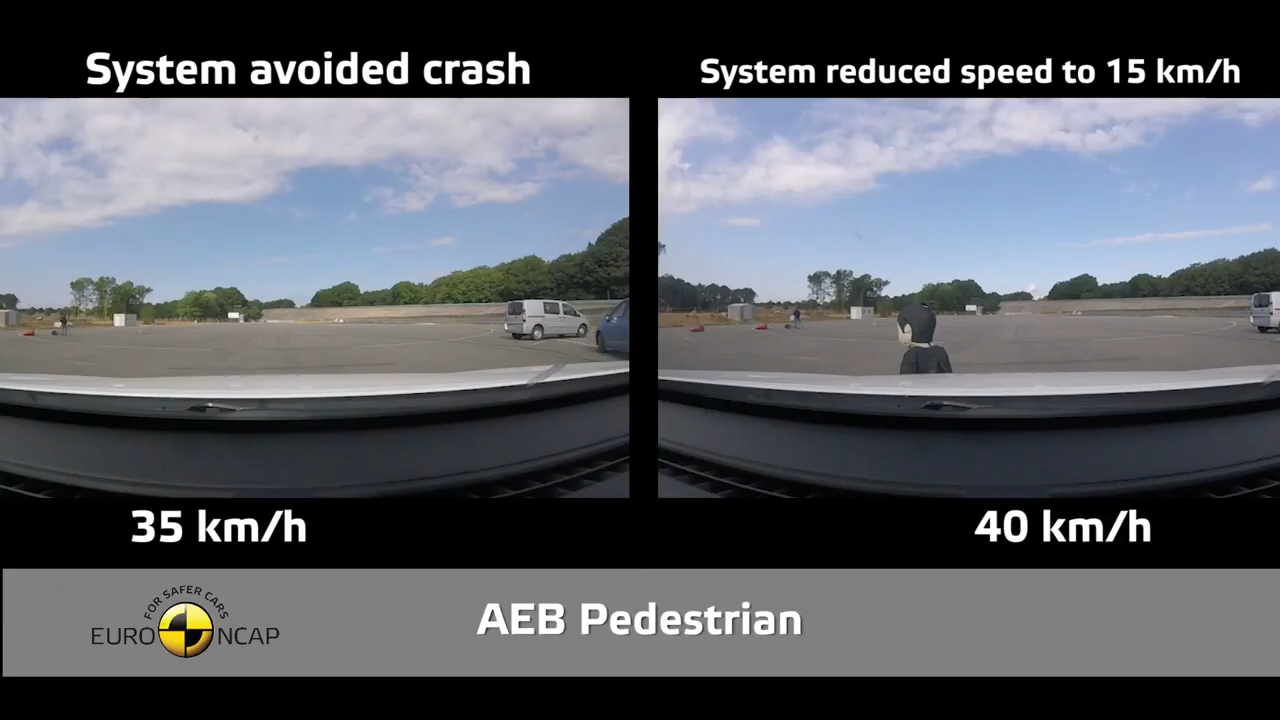 System avoided crash
System reduced speed to 15 km/h
35 km/h
40 km/h
FOR SAFER CARS
EURO NCAP
AEB Pedestrian